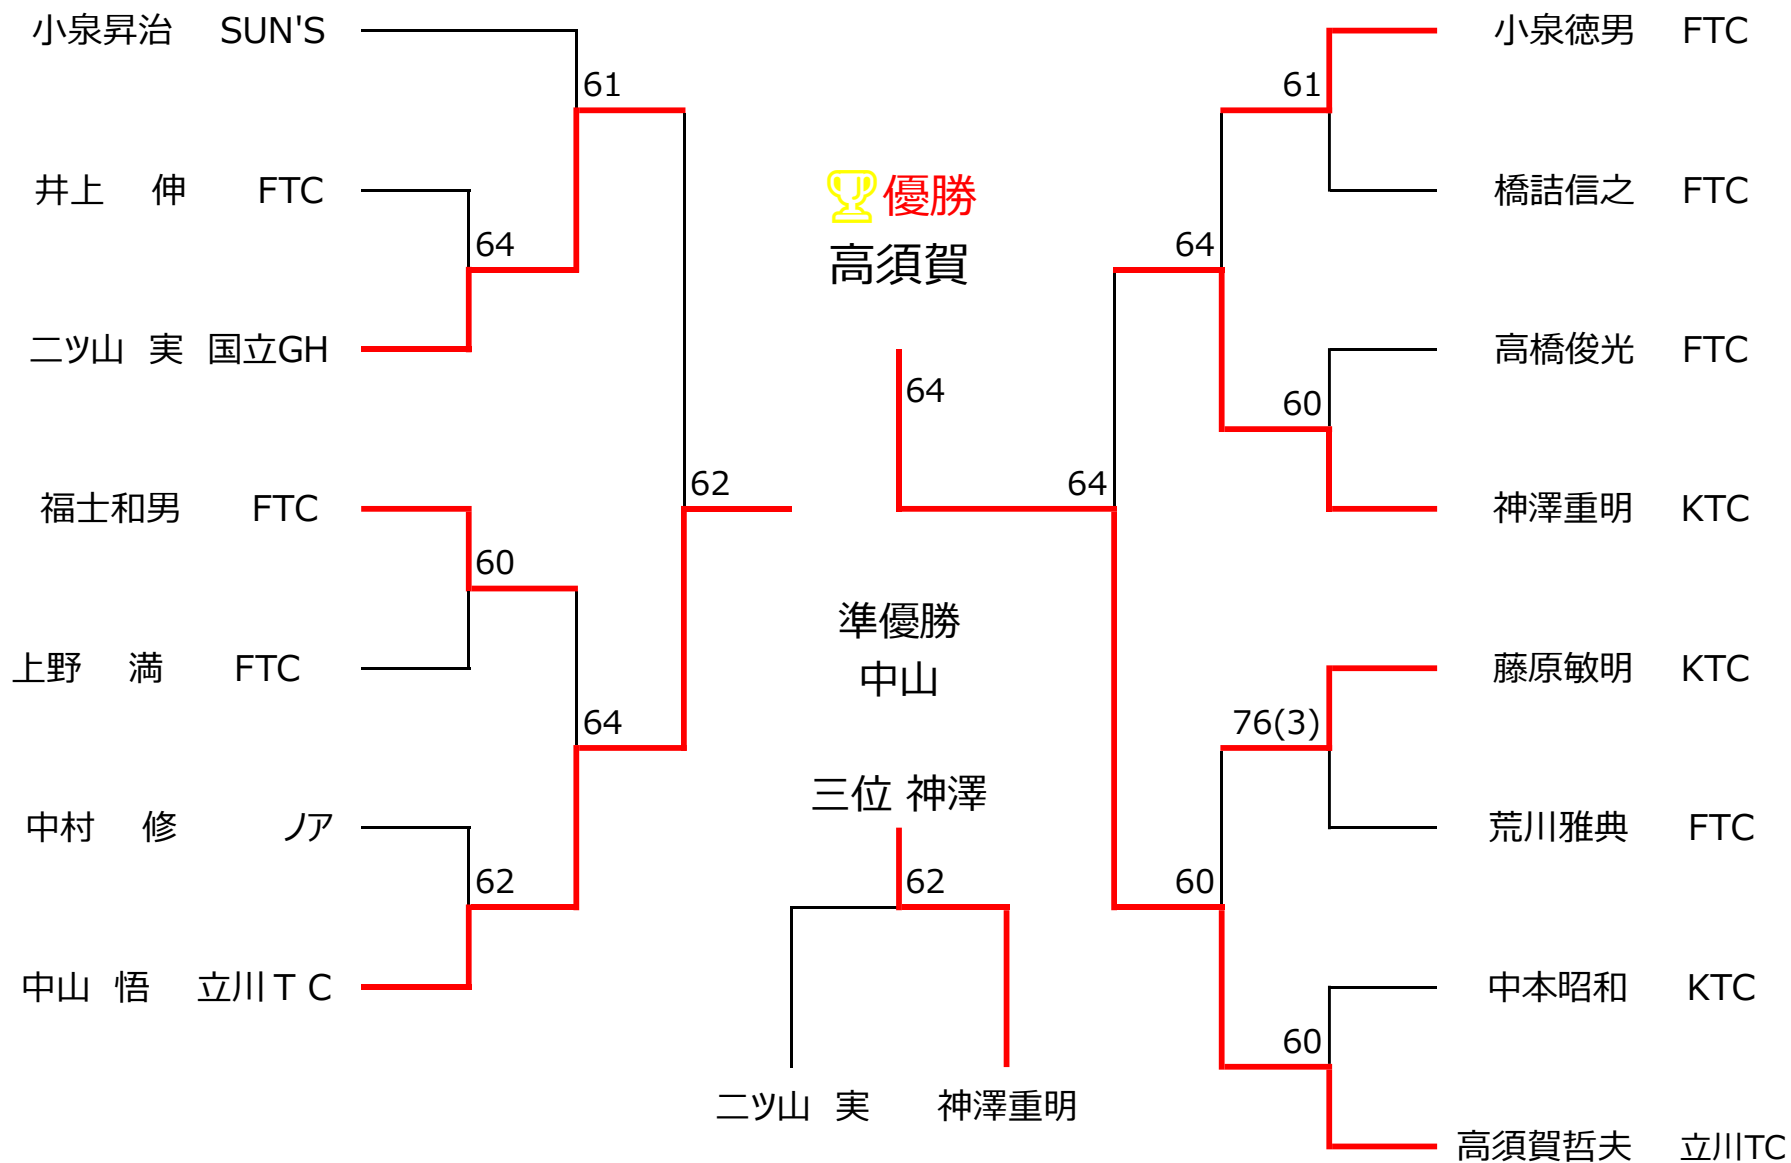 小泉昇治 SUN'S
61
井上 伸 FTC
64
二ツ山 実 国立GH
62
福士和男 FTC
60
上野 満 FTC
64
中村 修 ノア
62
中山 悟 立川ＴＣ
優勝
高須賀
64
準優勝
中山
三位 神澤
62
二ツ山 実 神澤重明
小泉徳男 FTC
61
橋詰信之 FTC
64
高橋俊光 FTC
60
神澤重明 KTC
64
藤原敏明 KTC
76(3)
荒川雅典 FTC
60
中本昭和 KTC
60
高須賀哲夫 立川TC